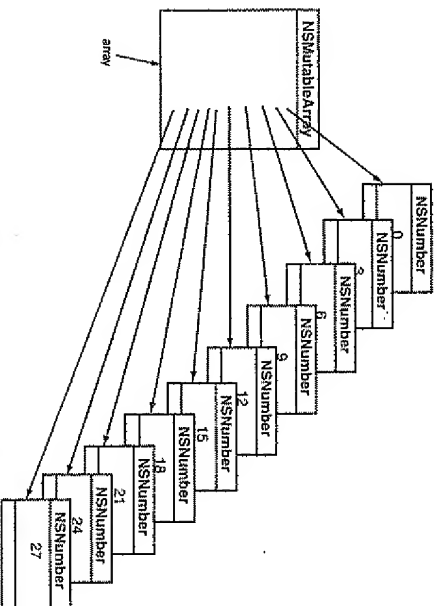 NSMutableArray
array
NSNumber
0
NSNumber
3
NSNumber
6
NSNumber
9
NSNumber
12
NSNumber
15
NSNumber
18
NSNumber
21
NSNumber
24
NSNumber
27